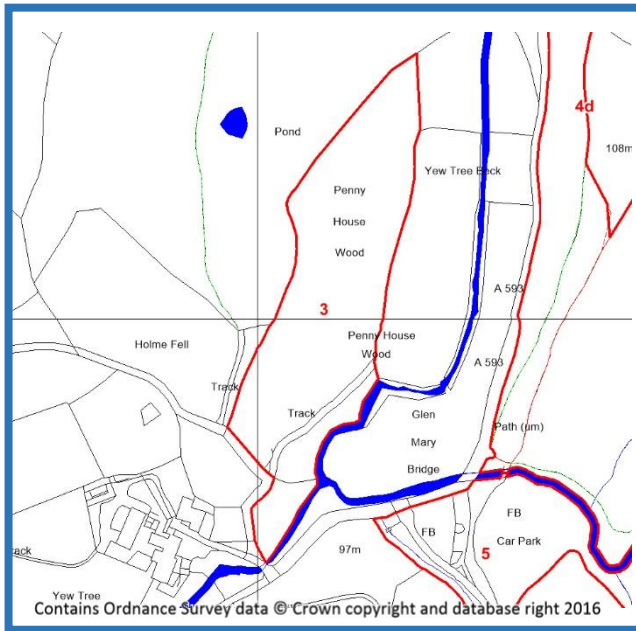 4d
Pond
108m
Yew Tree Beck
Penny
House
Wood
A 593
3
Penny House
Wood
Holme Fell
A 593
Track
Track
Glen
Mary
Bridge
Path (um)
FB
FB
Car Park
97m
5
rack
Yew Tree
Contains Ordnance Survey data © Crown copyright and database right 2016